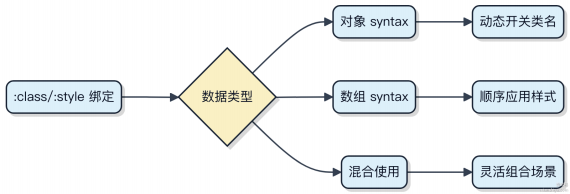 :class/:style 绑定
数据类型
对象 syntax
动态开关类名
数组 syntax
顺序应用样式
混合使用
灵活组合场景